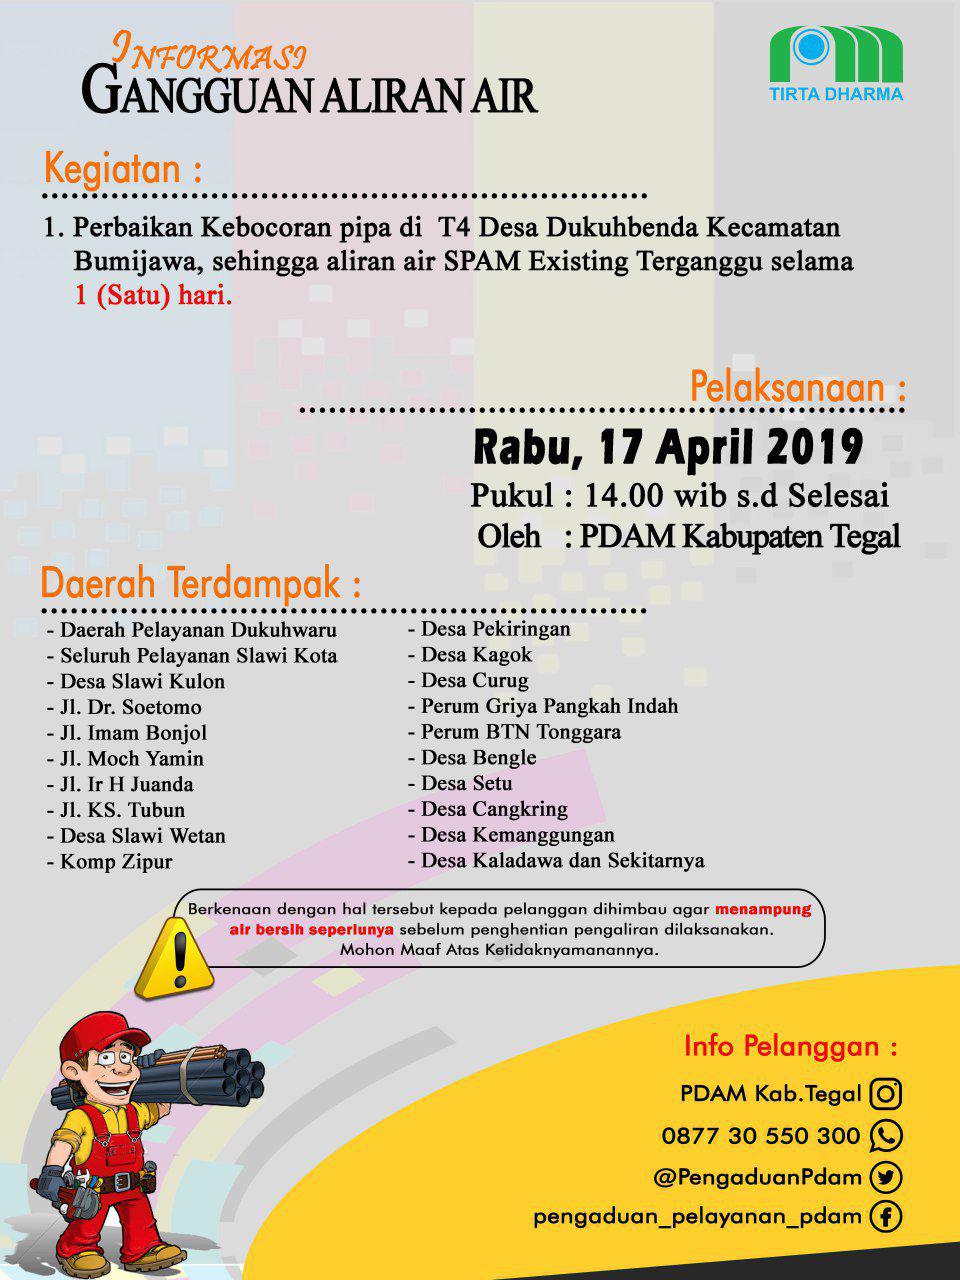 INFORMASI
GANGGUAN ALIRAN AIR
TIRTA DHARMA
Kegiatan :
1. Perbaikan Kebocoran pipa di T4 Desa Dukuhbenda Kecamatan
Bumijawa, sehingga aliran air SPAM Existing Terganggu selama
1 (Satu) hari.
Pelaksanaan :
Rabu, 17 April 2019
Pukul : 14.00 wib s.d Selesai
Oleh : PDAM Kabupaten Tegal
Daerah Terdampak :
- Daerah Pelayanan Dukuhwaru
- Seluruh Pelayanan Slawi Kota
- Desa Slawi Kulon
- Jl. Dr. Soetomo
- Jl. Imam Bonjol
- Jl. Moch Yamin
- Jl. Ir H Juanda
- Jl. KS. Tubun
- Desa Slawi Wetan
- Komp Zipur
- Desa Pekiringan
- Desa Kagok
- Desa Curug
- Perum Griya Pangkah Indah
- Perum BTN Tonggara
- Desa Bengle
- Desa Setu
- Desa Cangkring
- Desa Kemanggungan
- Desa Kaladawa dan Sekitarnya
Berkenaan dengan hal tersebut kepada pelanggan dihimbau agar menampung
air bersih seperlunya sebelum penghentian pengaliran dilaksanakan.
Mohon Maaf Atas Ketidaknyamanannya.
Info Pelanggan :
PDAM Kab.Tegal
0877 30 550 300
@PengaduanPdam
pengaduan_pelayanan_pdam